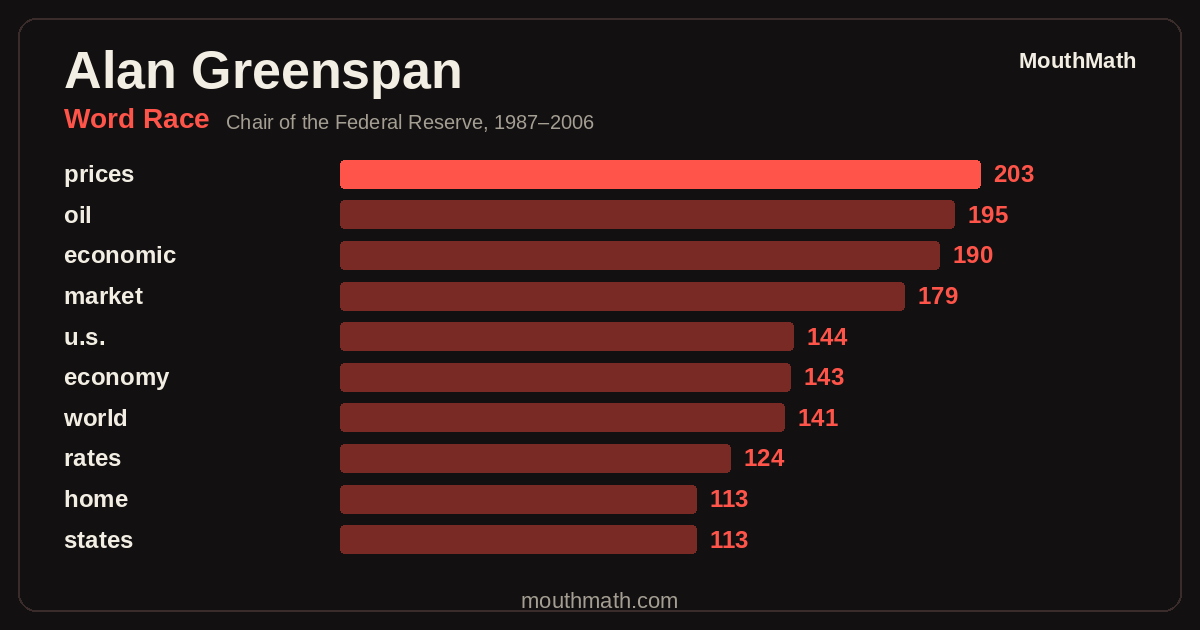 Alan Greenspan
MouthMath
Word Race Chair of the Federal Reserve, 1987–2006
prices 203
oil 195
economic 190
market 179
u.s. 144
economy 143
world 141
rates 124
home 113
states 113
mouthmath.com